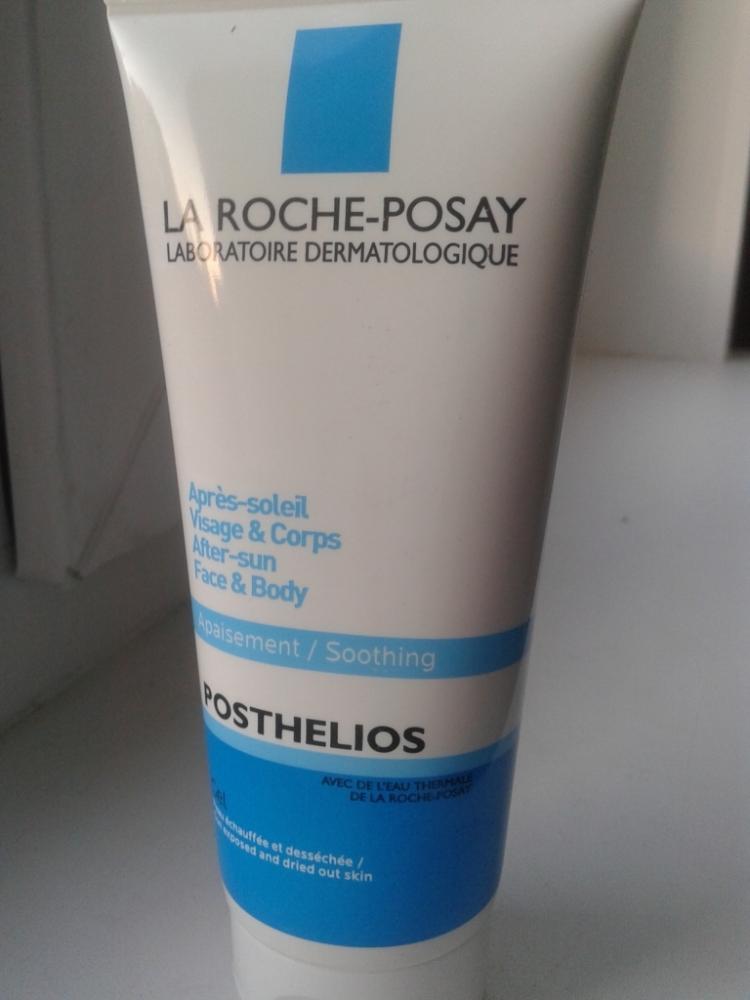 LA ROCHE-POSAY
LABORATOIRE DERMATOLOGIQUE
Après-soleil
Visage & Corps
After-sun
Face & Body
Apaisement / Soothing
POSTHELIOS
AVEC DE L'EAU THERMALE
DE LA ROCHE-POSAY
Gel
échauffée et desséchée /
exposed and dried out skin